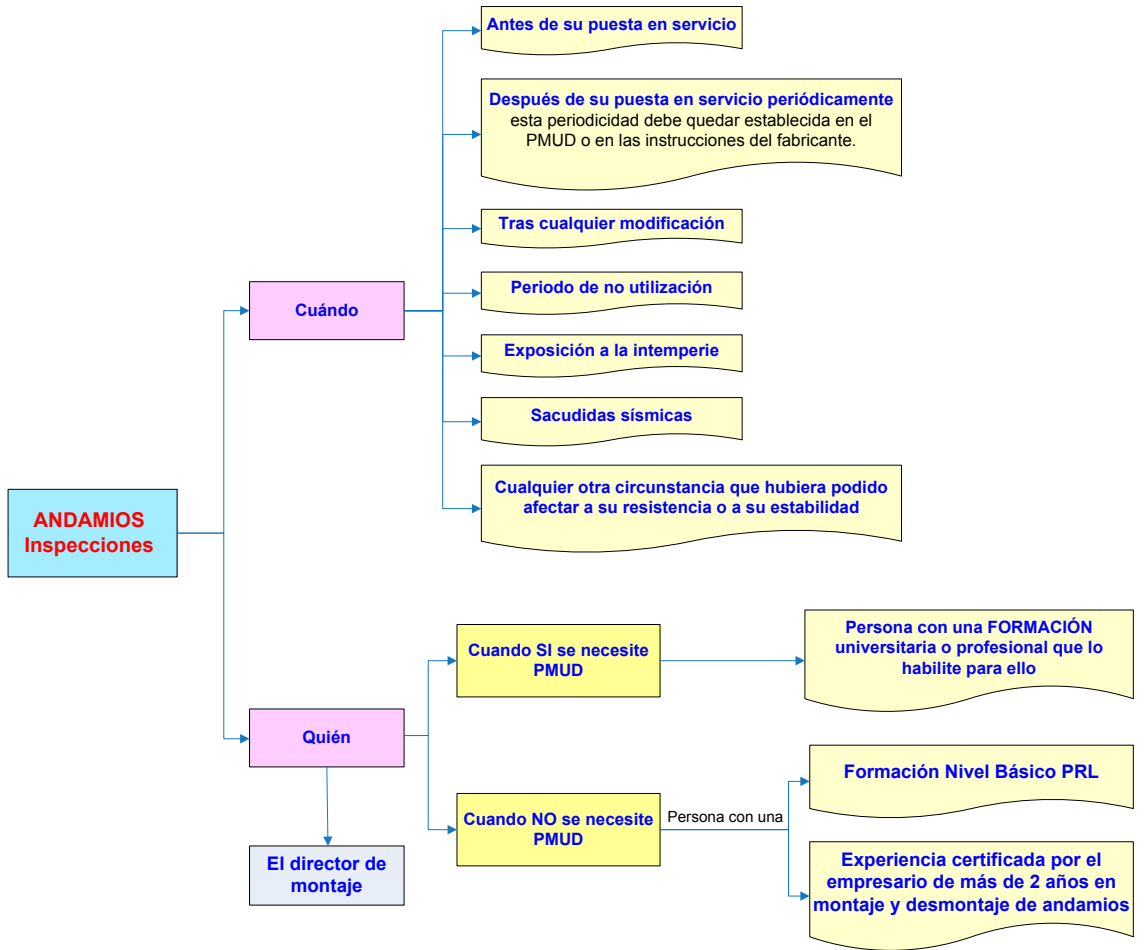 Antes de su puesta en servicio
Después de su puesta en servicio periódicamente
esta periodicidad debe quedar establecida en el
PMUD o en las instrucciones del fabricante.
Tras cualquier modificación
Cuándo
Periodo de no utilización
Exposición a la intemperie
Sacudidas sísmicas
Cualquier otra circunstancia que hubiera podido
afectar a su resistencia o a su estabilidad
ANDAMIOS
Inspecciones
Cuando SI se necesite
PMUD
Persona con una FORMACIÓN
universitaria o profesional que lo
habilite para ello
Quién
Cuando NO se necesite
PMUD
Persona con una
Formación Nivel Básico PRL
El director de
montaje
Experiencia certificada por el
empresario de más de 2 años en
montaje y desmontaje de andamios